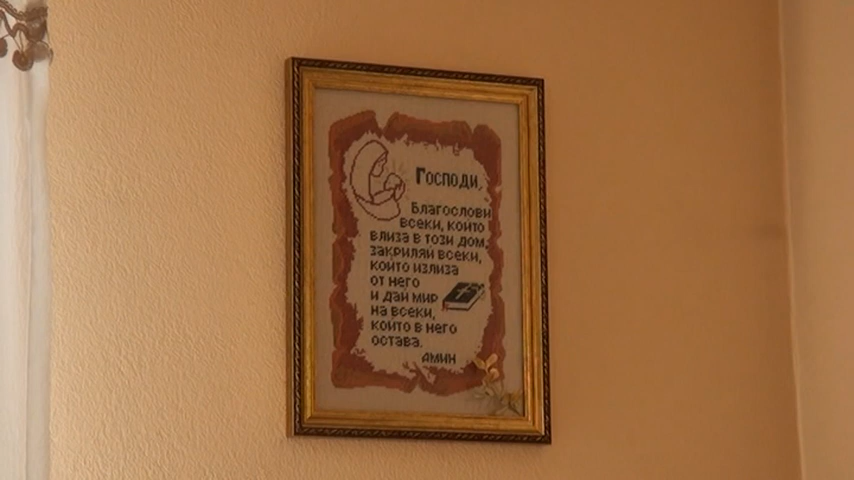 Господи,
Благослови
всеки, който
влиза в този дом,
закриляй всеки,
който излиза
от него
и дай мир
на всеки,
който в него
остава.
АМИН